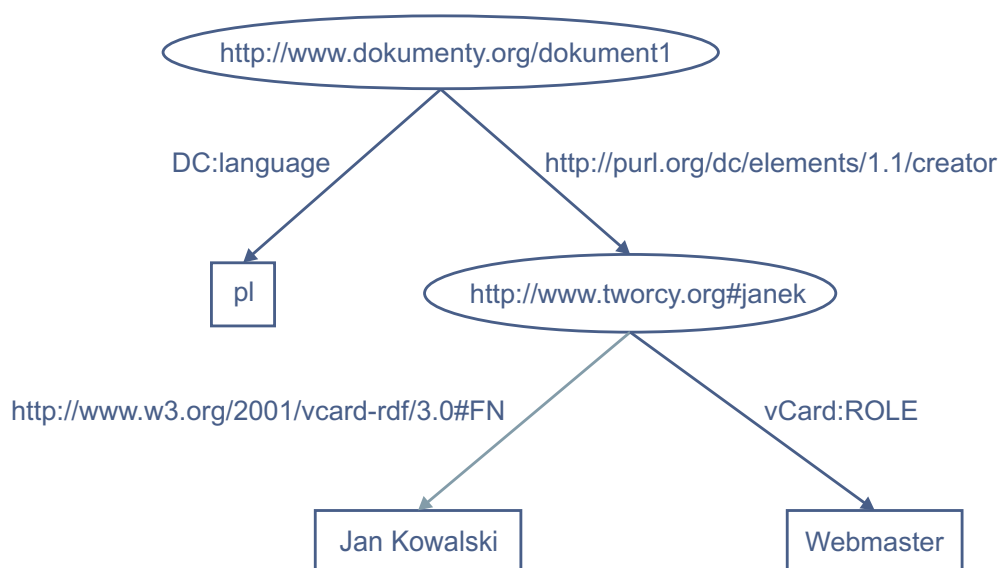 http://www.dokumenty.org/dokument1
DC:language
http://purl.org/dc/elements/1.1/creator
pl
http://www.tworcy.org#janek
http://www.w3.org/2001/vcard-rdf/3.0#FN
vCard:ROLE
Jan Kowalski
Webmaster